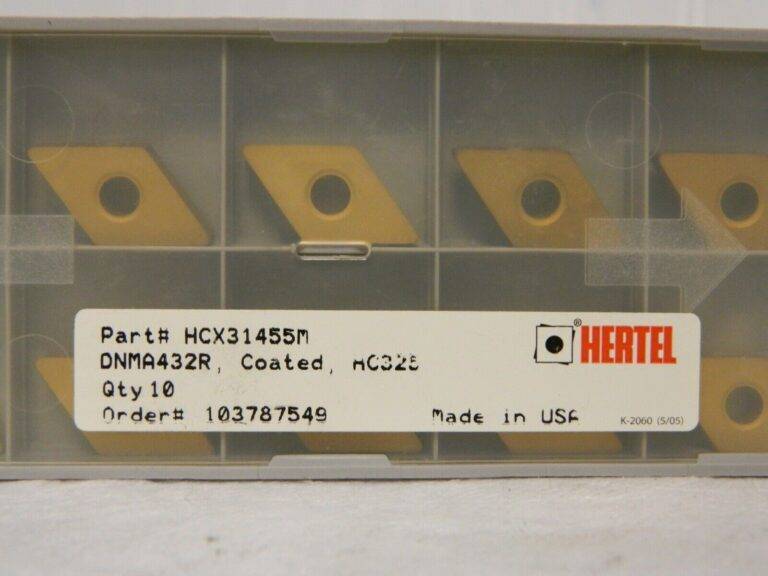 Part# HCX31455M
DNMA432R, Coated,
Qty 10
Order# 103787549
Made in USA
K-2060 (5/05)
® HERTEL